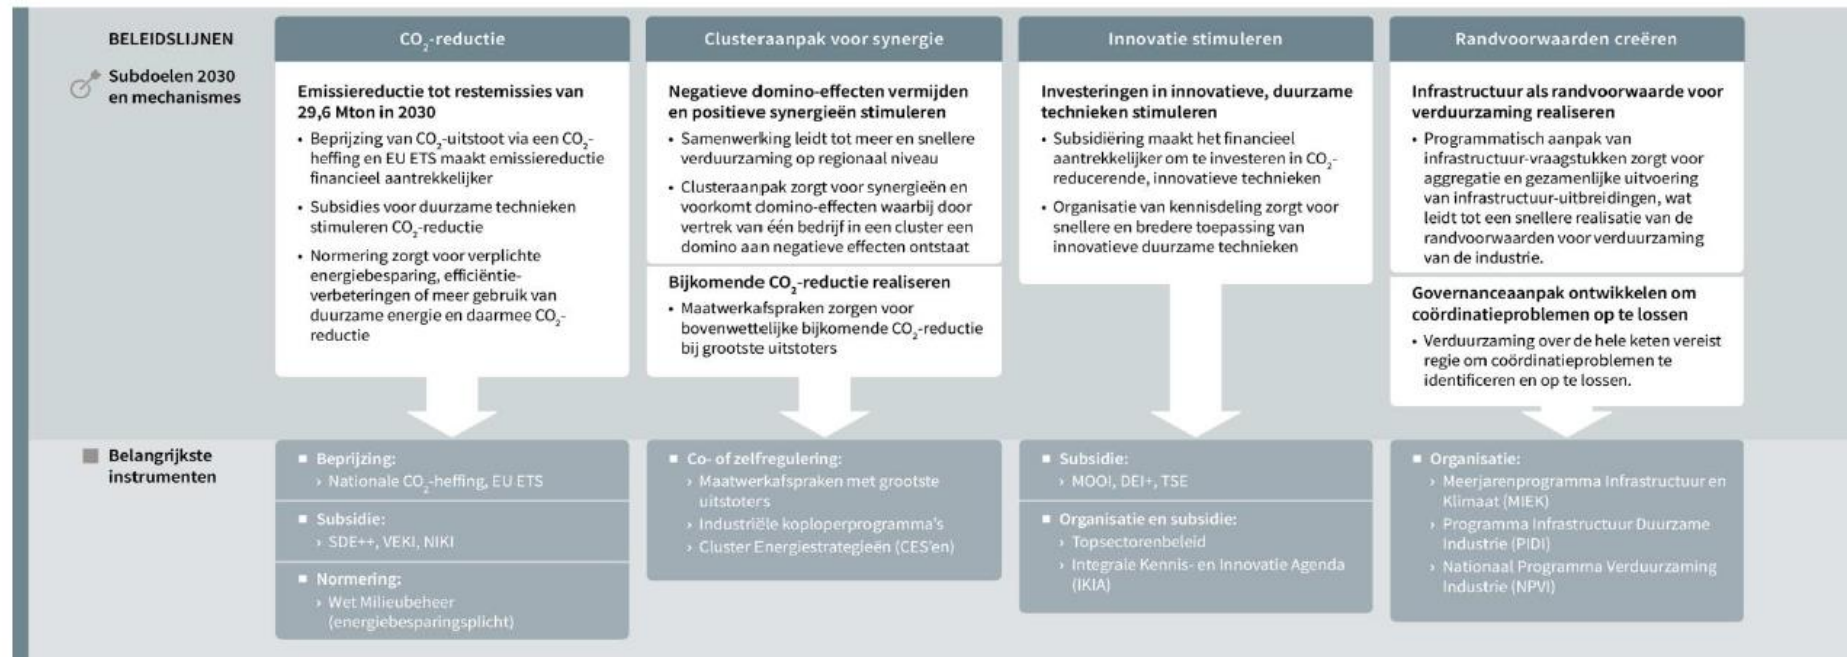 BELEIDSLIJNEN
Subdoelen 2030
en mechanismes
CO₂-reductie
Emissiereductie tot restemissies van
29,6 Mton in 2030
• Beprijzing van CO₂-uitstoot via een CO₂-
heffing en EU ETS maakt emissiereductie
financieel aantrekkelijker
• Subsidies voor duurzame technieken
stimuleren CO₂-reductie
• Normering zorgt voor verplichte
energiebesparing, efficiëntie-
verbeteringen of meer gebruik van
duurzame energie en daarmee CO₂-
reductie
Clusteraanpak voor synergie
Negatieve domino-effecten vermijden
en positieve synergieën stimuleren
• Samenwerking leidt tot meer en snellere
verduurzaming op regionaal niveau
• Clusteraanpak zorgt voor synergieën en
voorkomt domino-effecten waarbij door
vertrek van één bedrijf in een cluster een
domino aan negatieve effecten ontstaat
Bijkomende CO₂-reductie realiseren
• Maatwerkafspraken zorgen voor
bovenwettelijke bijkomende CO₂-reductie
bij grootste uitstoters
Innovatie stimuleren
Investeringen in innovatieve, duurzame
technieken stimuleren
• Subsidiëring maakt het financieel
aantrekkelijker om te investeren in CO₂-
reducerende, innovatieve technieken
• Organisatie van kennisdeling zorgt voor
snellere en bredere toepassing van
innovatieve duurzame technieken
Randvoorwaarden creëren
Infrastructuur als randvoorwaarde voor
verduurzaming realiseren
• Programmatisch aanpak van
infrastructuur-vraagstukken zorgt voor
aggregatie en gezamenlijke uitvoering
van infrastructuur-uitbreidingen, wat
leidt tot een snellere realisatie van de
randvoorwaarden voor verduurzaming
van de industrie.
Governanceaanpak ontwikkelen om
coördinatieproblemen op te lossen
• Verduurzaming over de hele keten vereist
regie om coördinatieproblemen te
identificeren en op te lossen.
Belangrijkste
instrumenten
■ Beprijzing:
› Nationale CO₂-heffing, EU ETS
■ Subsidie:
› SDE++, VEKI, NIKI
■ Normering:
› Wet Milieubeheer
(energiebesparingsplicht)
■ Co- of zelfregulering:
› Maatwerkafspraken met grootste
uitstoters
› Industriële koploperprogramma's
› Cluster Energiestrategieën (CES'en)
■ Subsidie:
› MOOI, DEI+, TSE
■ Organisatie en subsidie:
› Topsectorenbeleid
› Integrale Kennis- en Innovatie Agenda
(IKIA)
■ Organisatie:
› Meerjarenprogramma Infrastructuur en
Klimaat (MIEK)
› Programma Infrastructuur Duurzame
Industrie (PIDI)
› Nationaal Programma Verduurzaming
Industrie (NPVI)